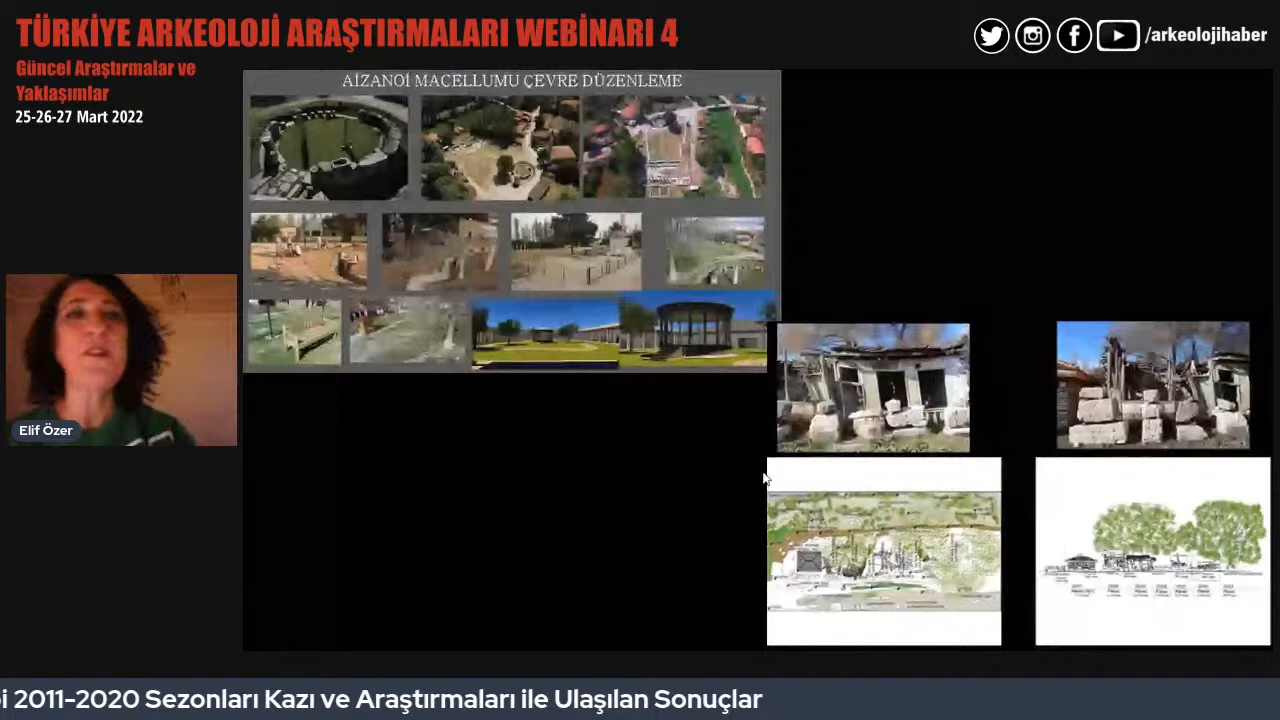 TÜRKİYE ARKEOLOJİ ARAŞTIRMALARI WEBİNARI 4
Güncel Araştırmalar ve
Yaklaşımlar
25-26-27 Mart 2022
/arkeolojihaber
AİZANOİ MACELLUMU ÇEVRE DÜZENLEME
Elif Özer
i 2011-2020 Sezonları Kazı ve Araştırmaları ile Ulaşılan Sonuçlar